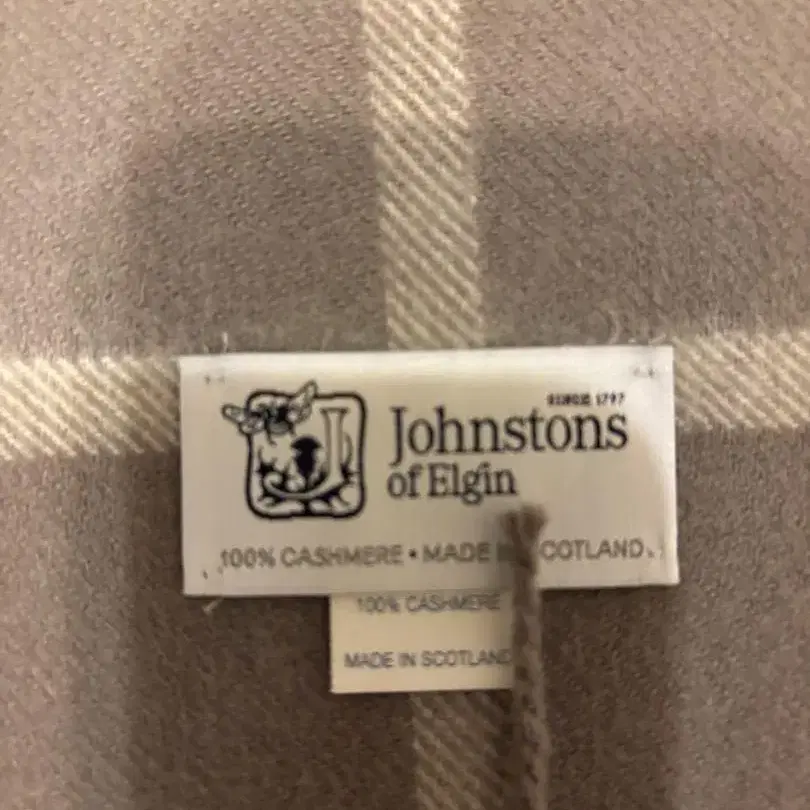 SINCE 1797
Johnstons
of Elgin
100% CASHMERE • MADE COTLAND
100% CASHMERE
MADE IN SCOTLAND